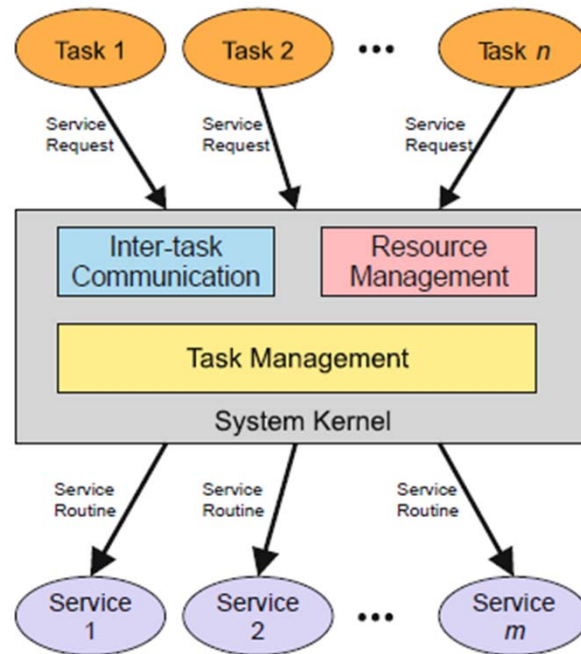 Task 1
Task 2
•••
Task n
Service
Request
Service
Request
Service
Request
Inter-task
Communication
Resource
Management
Task Management
System Kernel
Service
Routine
Service
Routine
Service
Routine
Service
1
Service
2
•••
Service
m